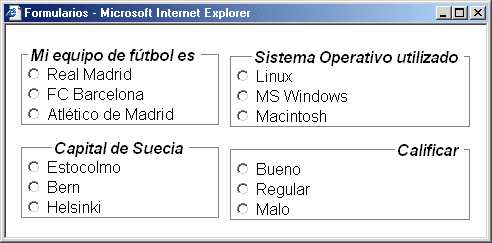 Formularios - Microsoft Internet Explorer
Mi equipo de fútbol es
Real Madrid
FC Barcelona
Atlético de Madrid
Sistema Operativo utilizado
Linux
MS Windows
Macintosh
Capital de Suecia
Estocolmo
Bern
Helsinki
Calificar
Bueno
Regular
Malo